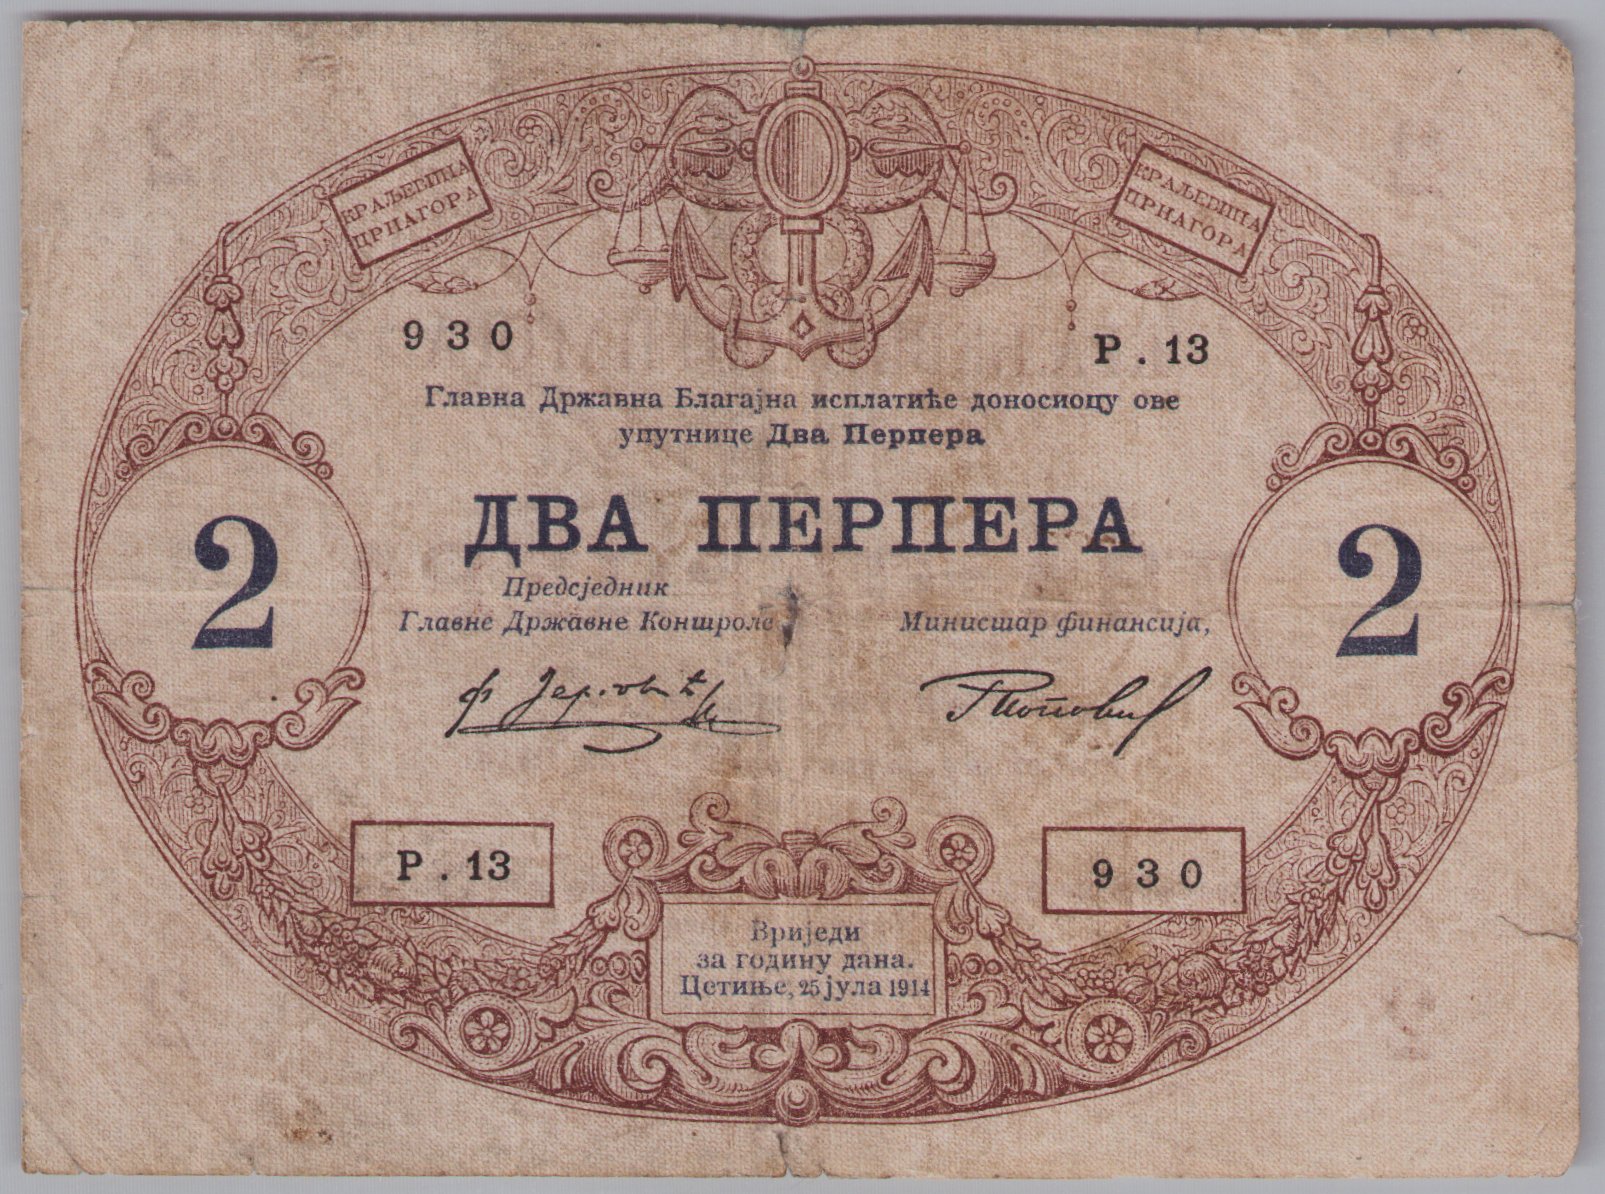 КРАЉЕВИНА
ЦРНАГОРА
КРАЉЕВИНА
ЦРНАГОРА
930
Р. 13
Главна Државна Благајна исплатиће доносиоцу ове
упутнице Два Перпера
ДВА ПЕРПЕРА
2
2
Предсједник
Главне Државне Контроле
Министар финансија,
Р. 13
930
Вриједи
за годину дана.
Цетиње, 25 јула 1914